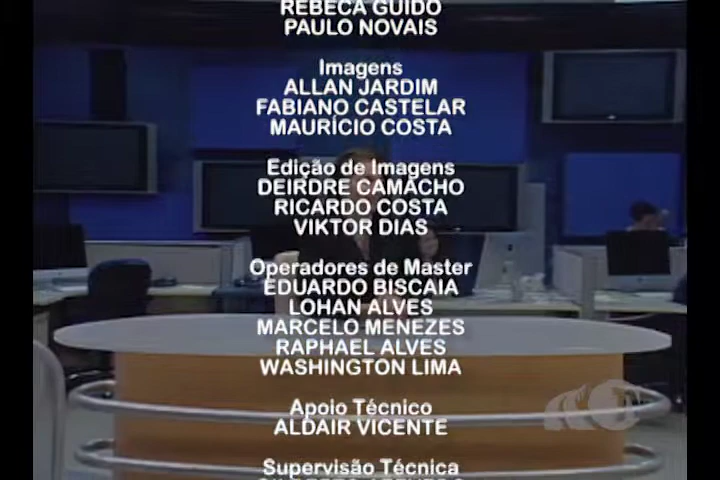 REBECA GUIDO
PAULO NOVAIS
Imagens
ALLAN JARDIM
FABIANO CASTELAR
MAURÍCIO COSTA
Edição de Imagens
DEIRDRE CAMACHO
RICARDO COSTA
VIKTOR DIAS
Operadores de Master
EDUARDO BISCAIA
LOHAN ALVES
MARCELO MENEZES
RAPHAEL ALVES
WASHINGTON LIMA
Apoio Técnico
ALDAIR VICENTE
Supervisão Técnica